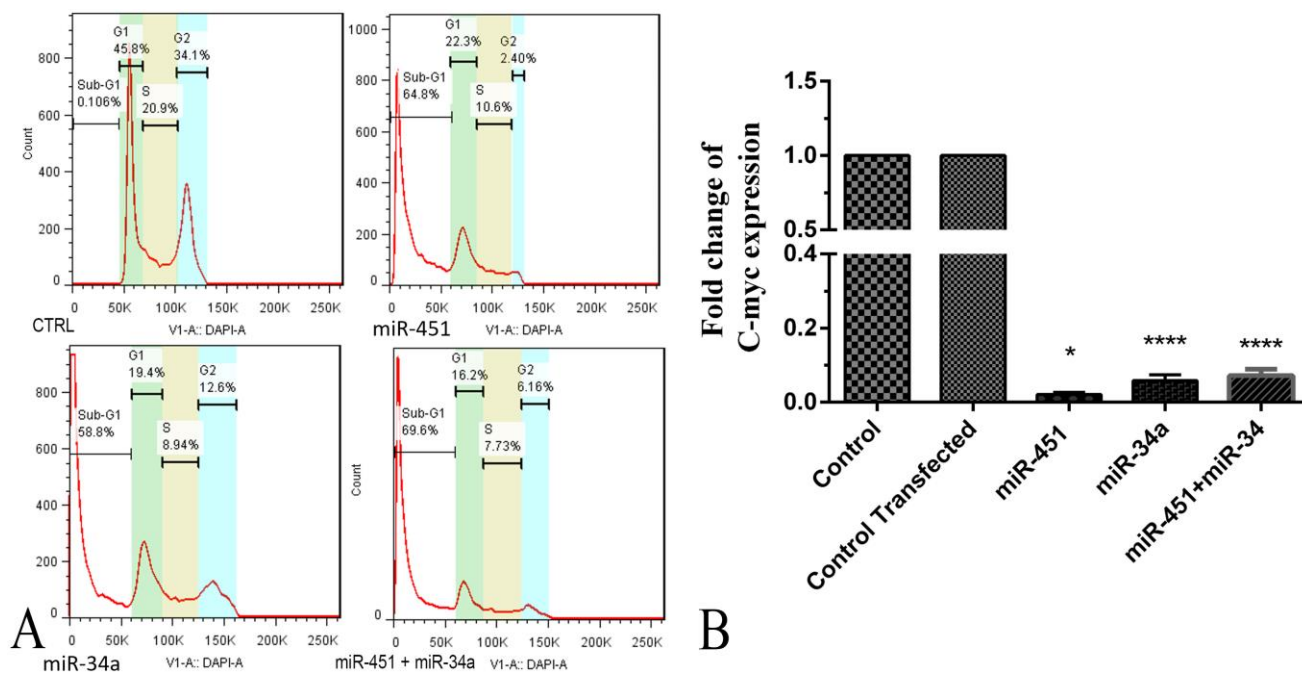 G1
45.8%
G2
34.1%
Sub-G1
0.106%
S
20.9%
800
600
400
200
0
Count
0 50K 100K 150K 200K 250K
CTRL
V1-A:: DAPI-A
G1
22.3%
G2
2.40%
Sub-G1
64.8%
S
10.6%
1000
800
600
400
200
0
0 50K 100K 150K 200K 250K
miR-451
V1-A:: DAPI-A
G1
19.4%
G2
12.6%
Sub-G1
58.8%
S
8.94%
800
600
400
200
0
0 50K 100K 150K 200K 250K
miR-34a
V1-A:: DAPI-A
G1
16.2%
G2
6.16%
Sub-G1
69.6%
S
7.73%
Count
0
0 50K 100K 150K 200K 250K
miR-451 + miR-34a
V1-A:: DAPI-A
A
Fold change of
C-myc expression
1.5
1.0
0.5
0.4
0.2
0.0
*
****
****
Control
Control Transfected
miR-451
miR-34a
miR-451+miR-34
B